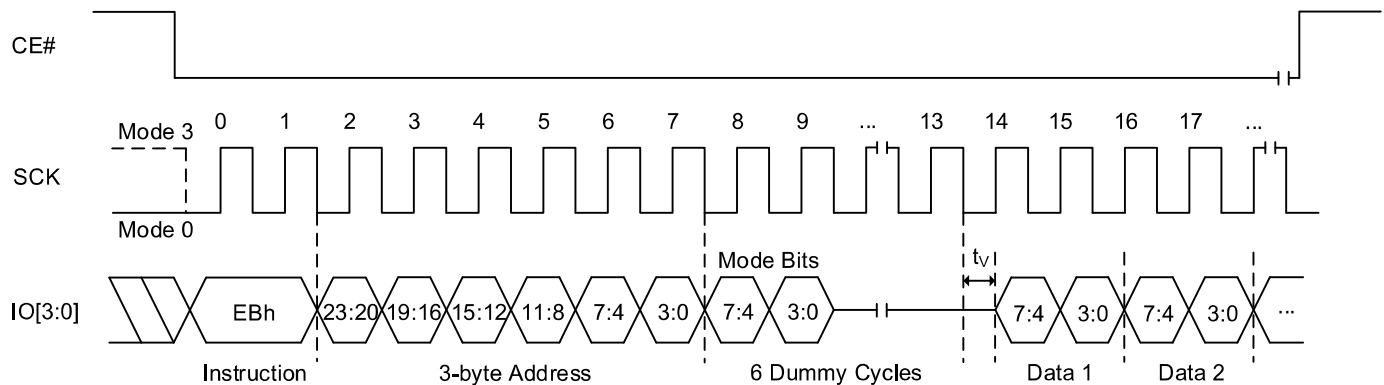 CE#
0 1 2 3 4 5 6 7 8 9 ... 13 14 15 16 17 ...
Mode 3
SCK
Mode 0
Mode Bits
tV
IO[3:0] EBh 23:20 19:16 15:12 11:8 7:4 3:0 7:4 3:0 7:4 3:0 7:4 3:0 ...
Instruction 3-byte Address 6 Dummy Cycles Data 1 Data 2